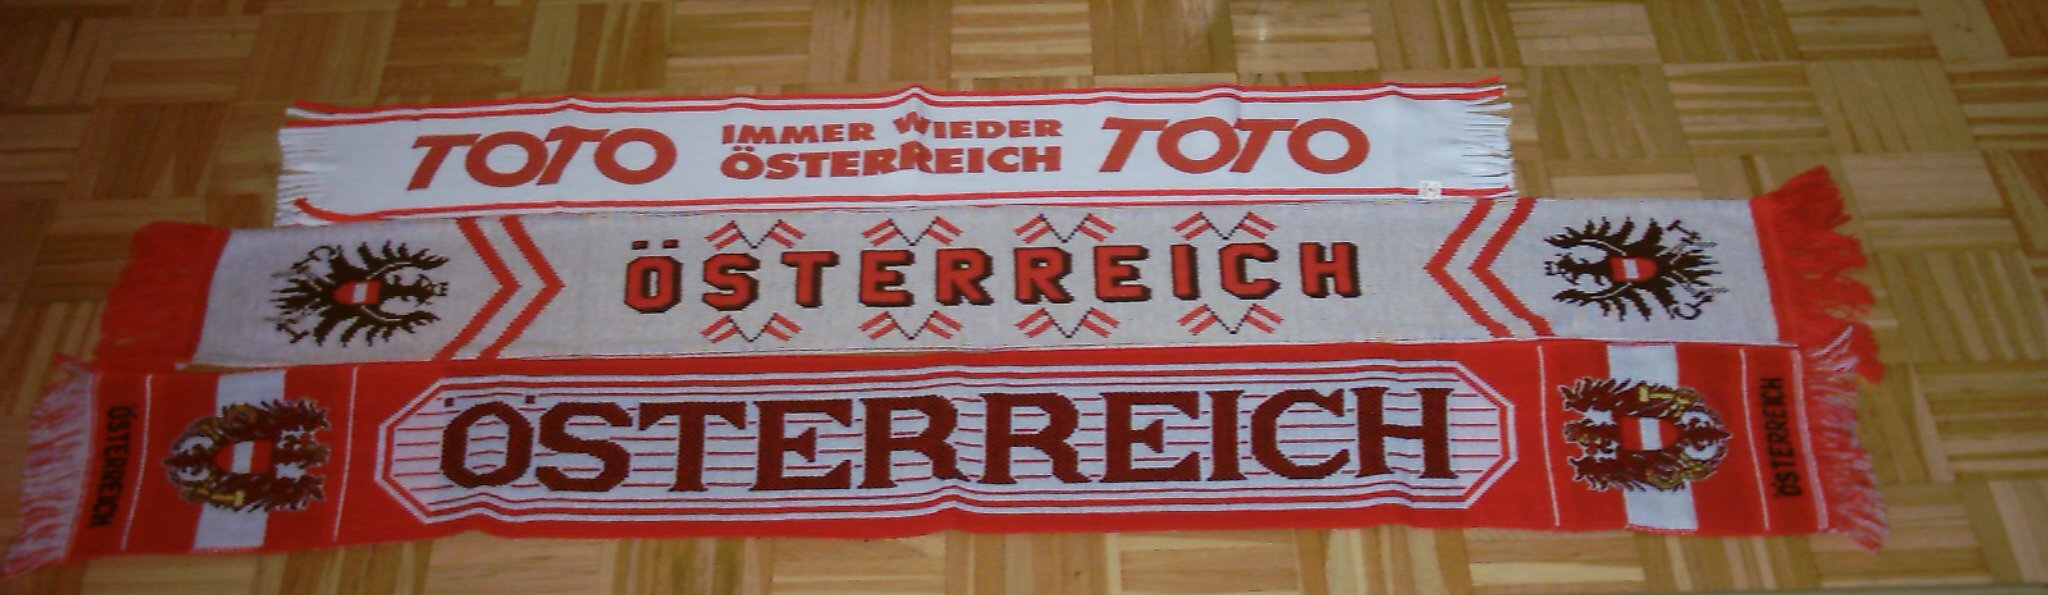 TOTO
IMMER WIEDER
ÖSTERREICH
TOTO
ÖSTERREICH
ÖSTERREICH
ÖSTERREICH
ÖSTERREICH